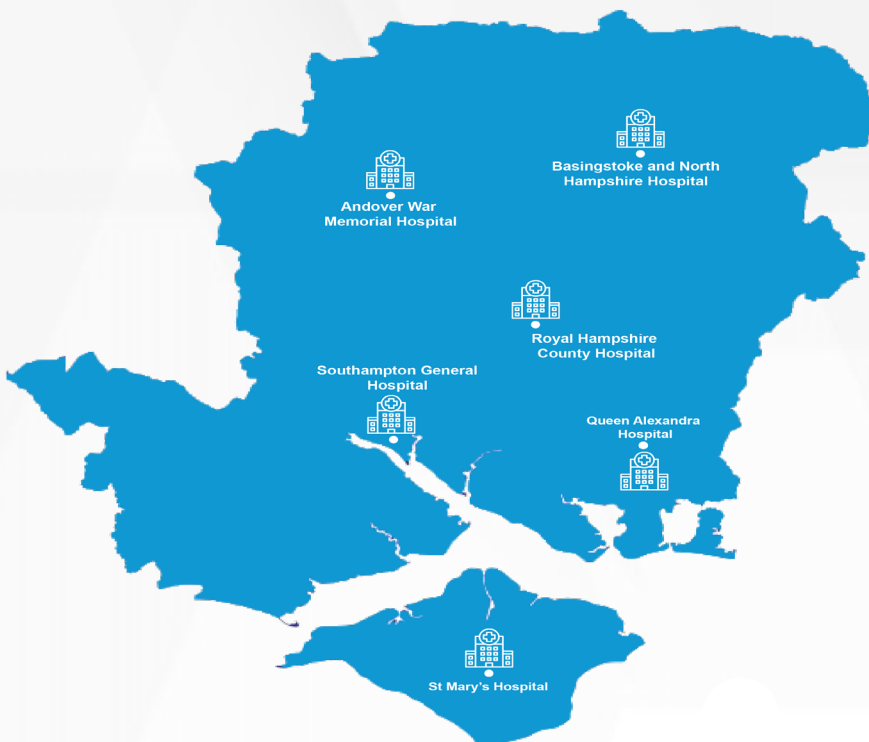 Basingstoke and North
Hampshire Hospital
Andover War
Memorial Hospital
Royal Hampshire
County Hospital
Southampton General
Hospital
Queen Alexandra
Hospital
St Mary's Hospital